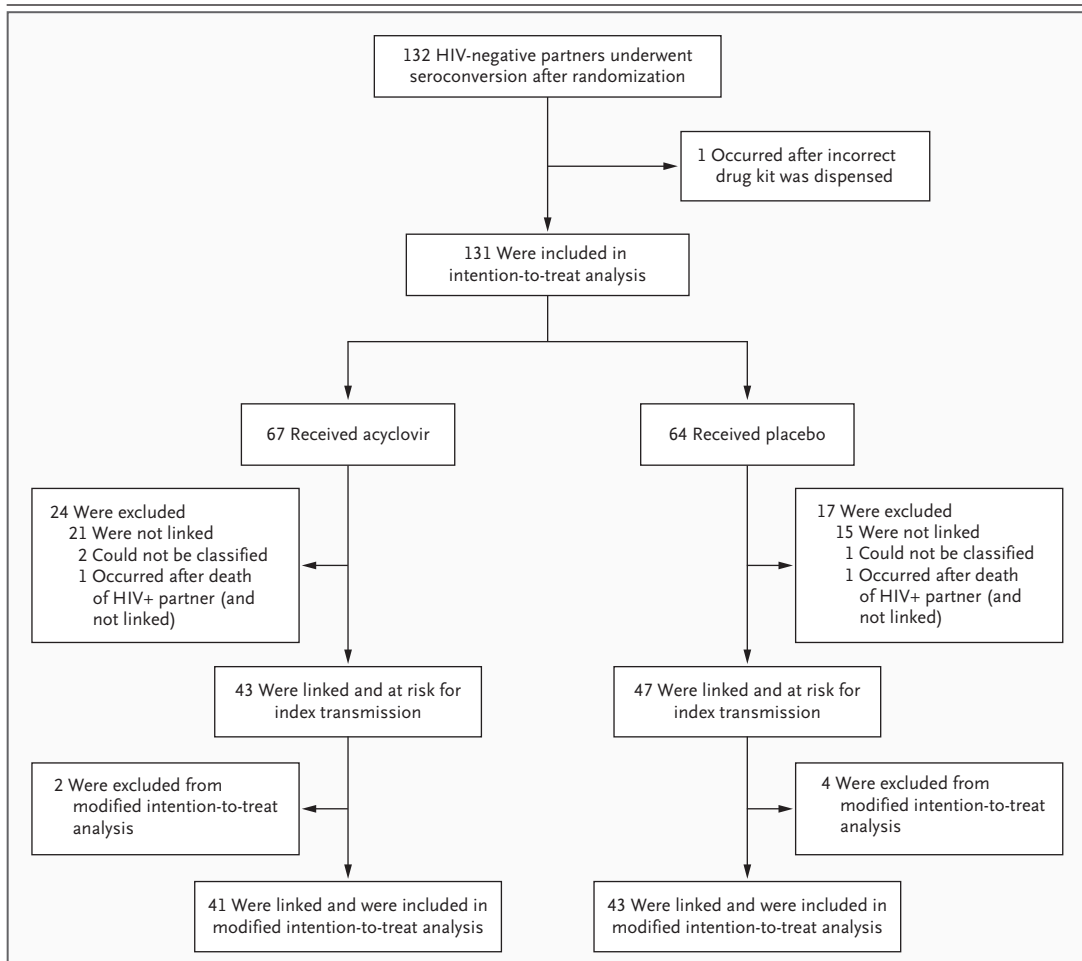 132 HIV-negative partners underwent
seroconversion after randomization
1 Occurred after incorrect
drug kit was dispensed
131 Were included in
intention-to-treat analysis
67 Received acyclovir
64 Received placebo
24 Were excluded
21 Were not linked
2 Could not be classified
1 Occurred after death
of HIV+ partner (and
not linked)
17 Were excluded
15 Were not linked
1 Could not be classified
1 Occurred after death
of HIV+ partner (and
not linked)
43 Were linked and at risk for
index transmission
47 Were linked and at risk for
index transmission
2 Were excluded from
modified intention-to-treat
analysis
4 Were excluded from
modified intention-to-treat
analysis
41 Were linked and were included in
modified intention-to-treat analysis
43 Were linked and were included in
modified intention-to-treat analysis